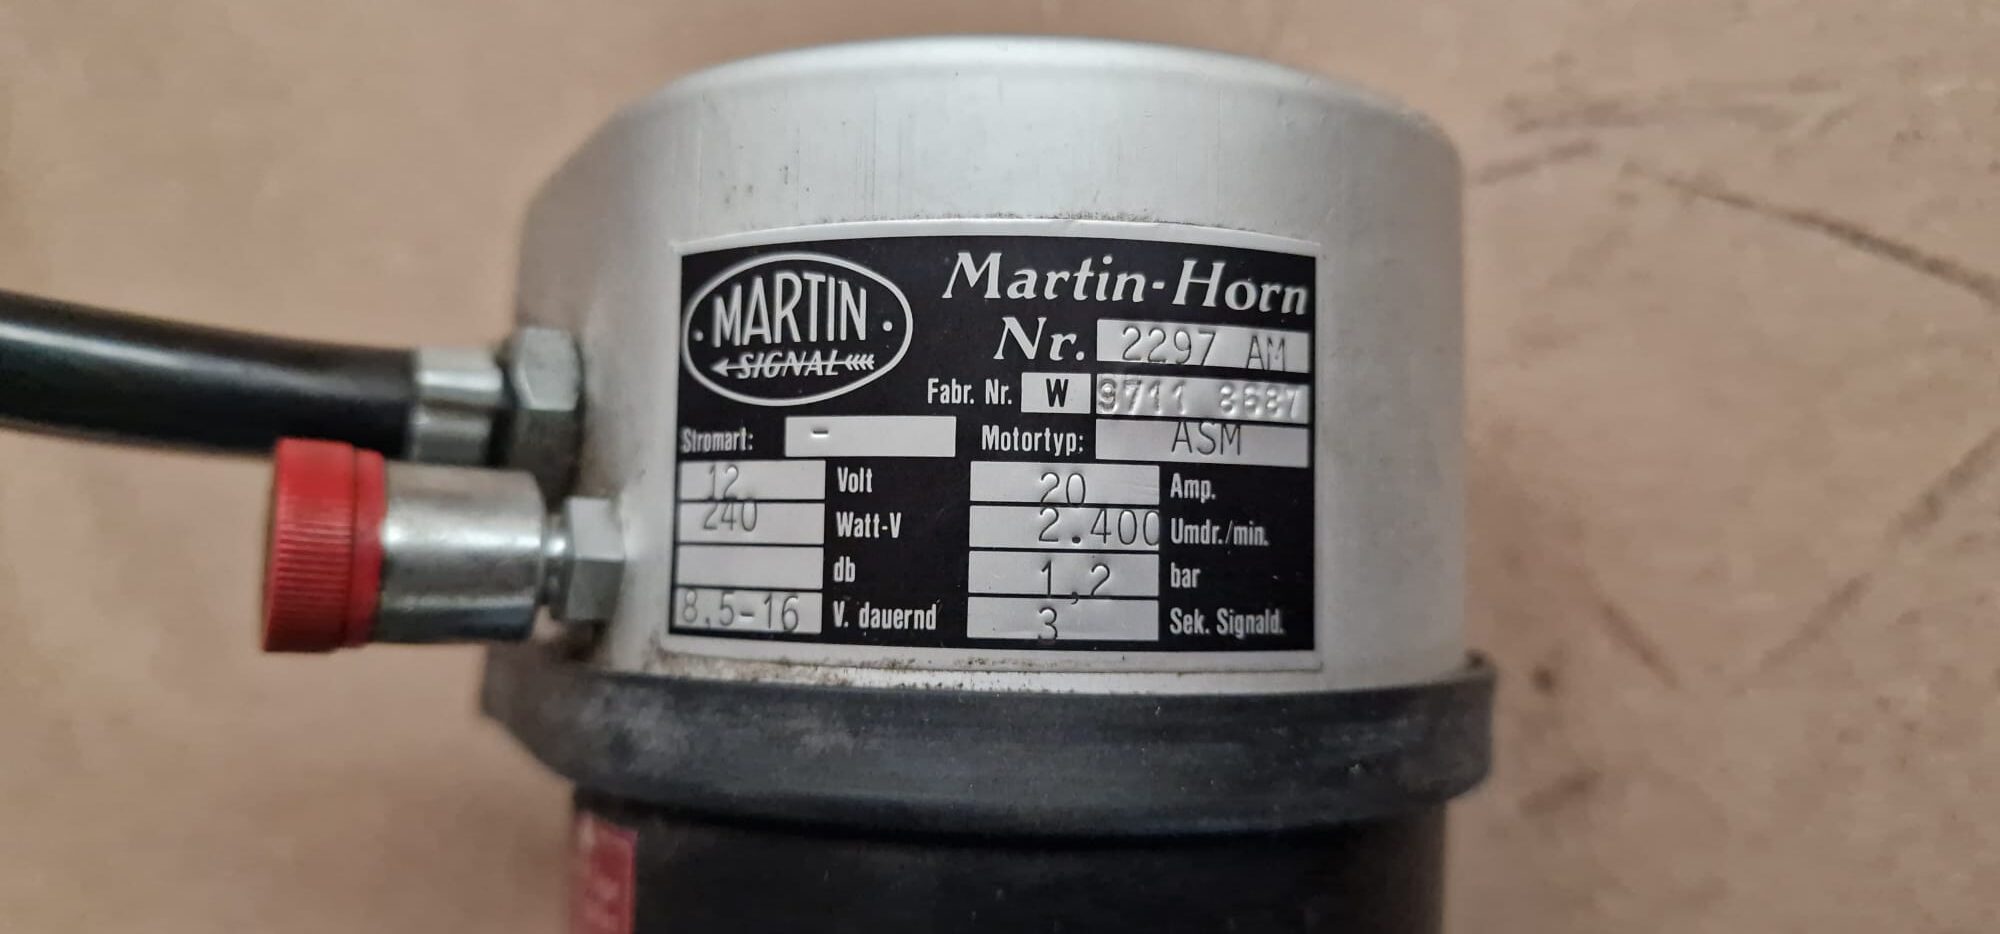 MARTIN
SIGNAL
Martin-Horn
Nr. 2297 AM
Fabr. Nr. W 9711 8687
Stromart: - Motortyp: ASM
12 Volt 20 Amp.
240 Watt-V 2.400 Umdr./min.
db 1,2 bar
8,5-16 V. dauernd 3 Sek. Signald.